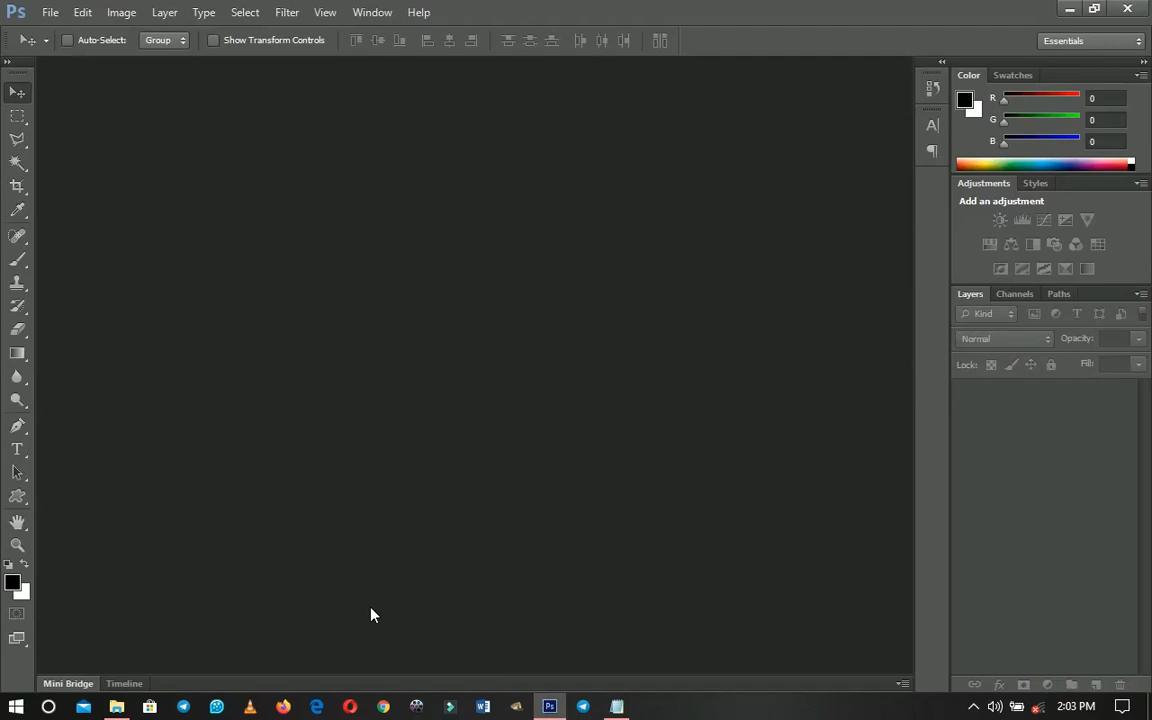 Ps File Edit Image Layer Type Select Filter View Window Help
Auto-Select: Group Show Transform Controls Essentials
Color Swatches
R 0
G 0
B 0
Adjustments Styles
Add an adjustment
Layers Channels Paths
Kind T
Normal Opacity:
Lock: Fill:
A
T
fx
Mini Bridge Timeline
W Ps 2:03 PM